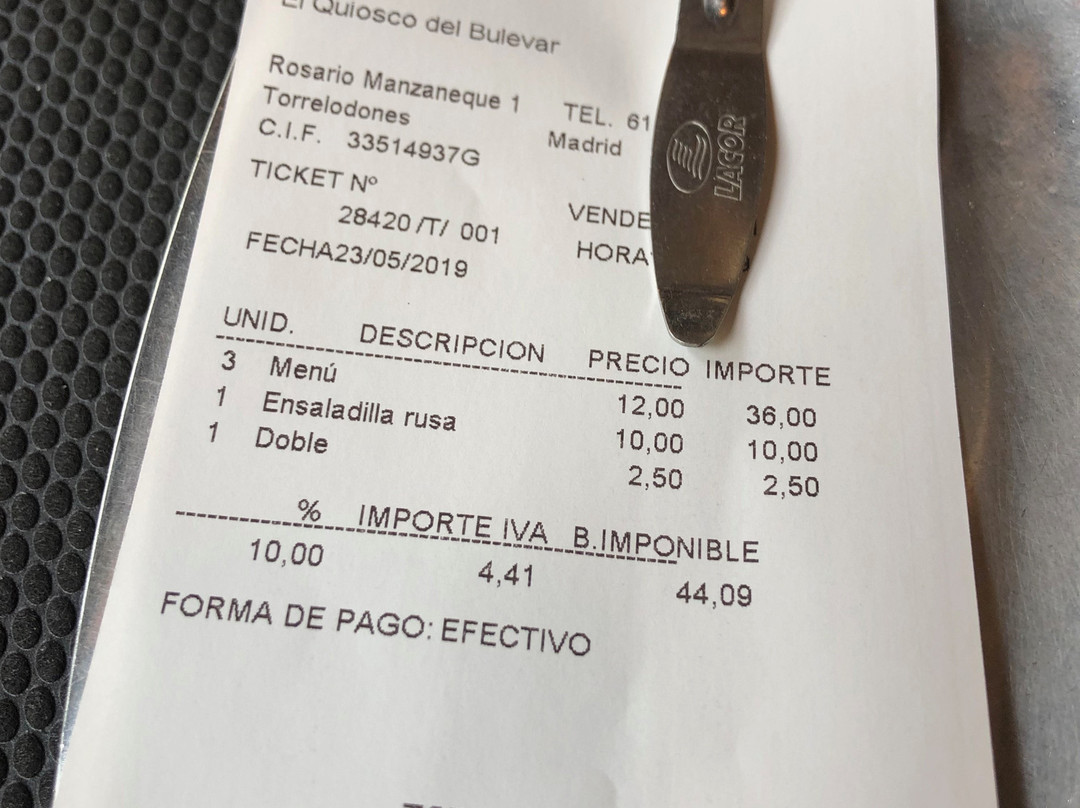 El Quiosco del Bulevar
Rosario Manzaneque 1 TEL. 61
Torrelodones Madrid
C.I.F. 33514937G
TICKET Nº
28420 /T/ 001 VENDE
FECHA23/05/2019 HORA
UNID. DESCRIPCION PRECIO IMPORTE
3 Menú 12,00 36,00
1 Ensaladilla rusa 10,00 10,00
1 Doble 2,50 2,50
% IMPORTE IVA B.IMPONIBLE
10,00 4,41 44,09
FORMA DE PAGO: EFECTIVO
LACOR